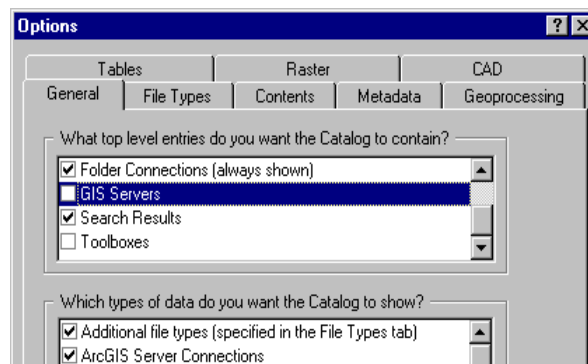 Options
Tables Raster CAD
General File Types Contents Metadata Geoprocessing
What top level entries do you want the Catalog to contain?
Folder Connections (always shown)
GIS Servers
Search Results
Toolboxes
Which types of data do you want the Catalog to show?
Additional file types (specified in the File Types tab)
ArcGIS Server Connections